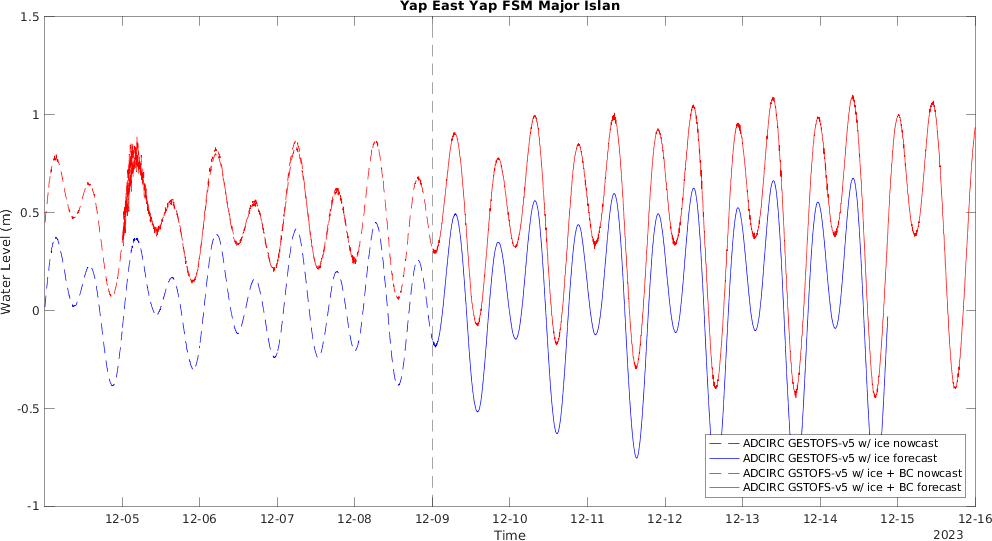 Yap East Yap FSM Major Islan
1.5
1
0.5
0
-0.5
-1
Water Level (m)
12-05 12-06 12-07 12-08 12-09 12-10 12-11 12-12 12-13 12-14 12-15 12-16
Time
2023
ADCIRC GESTOFS-v5 w/ ice nowcast
ADCIRC GESTOFS-v5 w/ ice forecast
ADCIRC GSTOFS-v5 w/ ice + BC nowcast
ADCIRC GSTOFS-v5 w/ ice + BC forecast